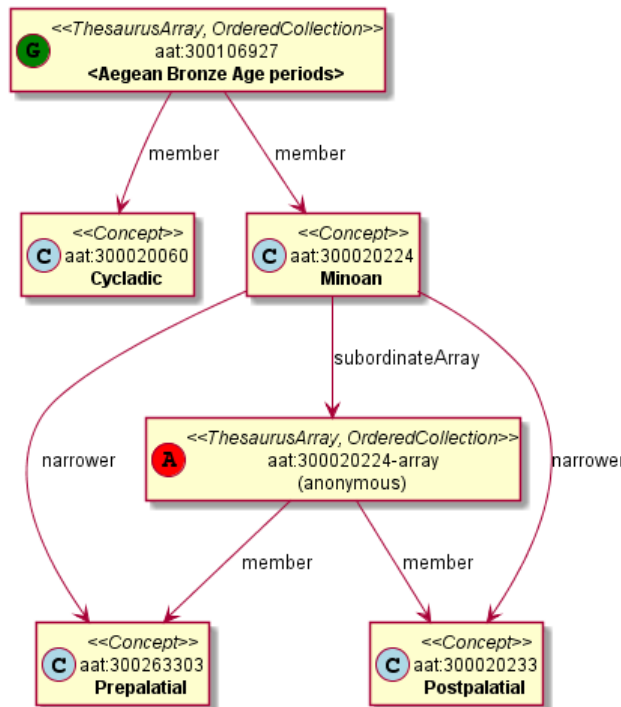 <<ThesaurusArray, OrderedCollection>>
G
aat:300106927
<Aegean Bronze Age periods>
member
member
<<Concept>>
C
aat:300020060
Cycladic
<<Concept>>
C
aat:300020224
Minoan
subordinateArray
narrower
narrower
<<ThesaurusArray, OrderedCollection>>
A
aat:300020224-array
(anonymous)
member
member
<<Concept>>
C
aat:300263303
Prepalatial
<<Concept>>
C
aat:300020233
Postpalatial